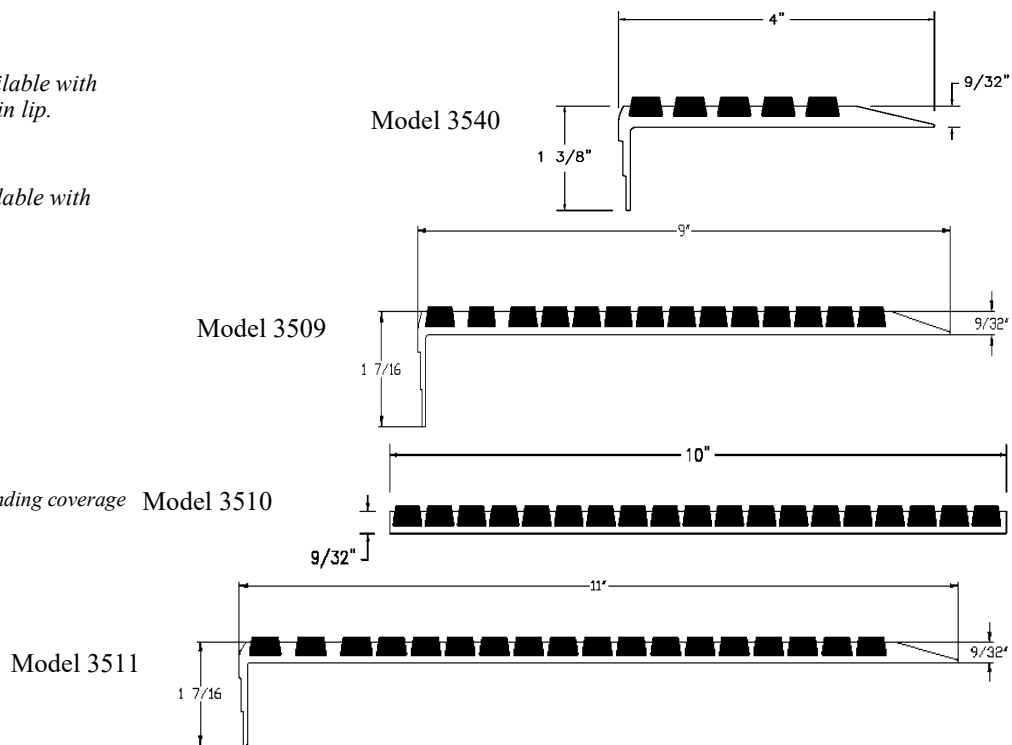 4"
ilable with
in lip.
9/32"
Model 3540
1 3/8"
lable with
9"
Model 3509
9/32"
1 7/16
10"
nding coverage Model 3510
9/32"
11"
Model 3511
9/32"
1 7/16